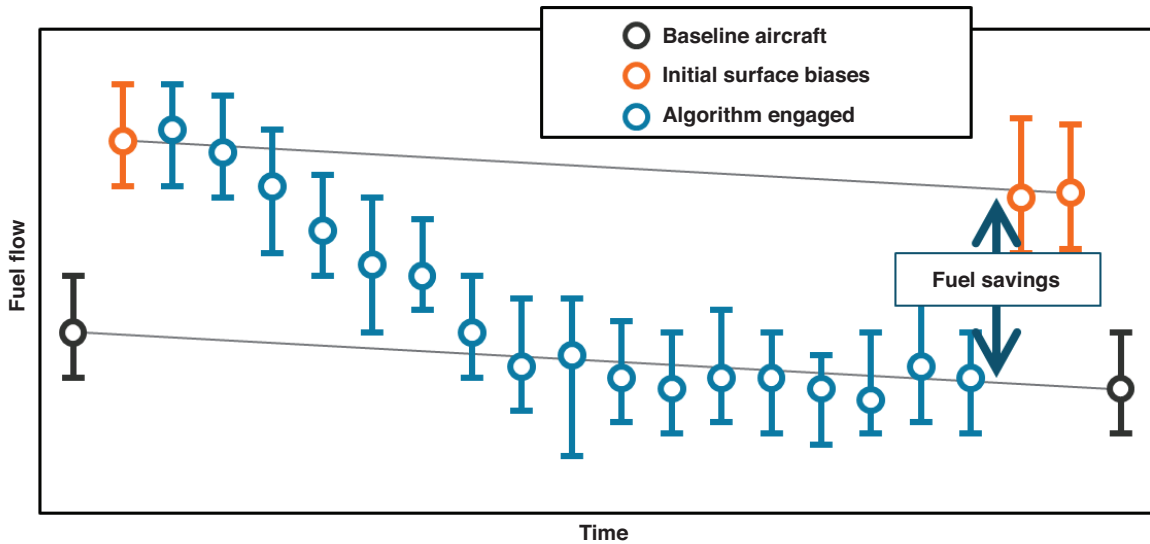 Baseline aircraft
Initial surface biases
Algorithm engaged
Fuel flow
Fuel savings
Time